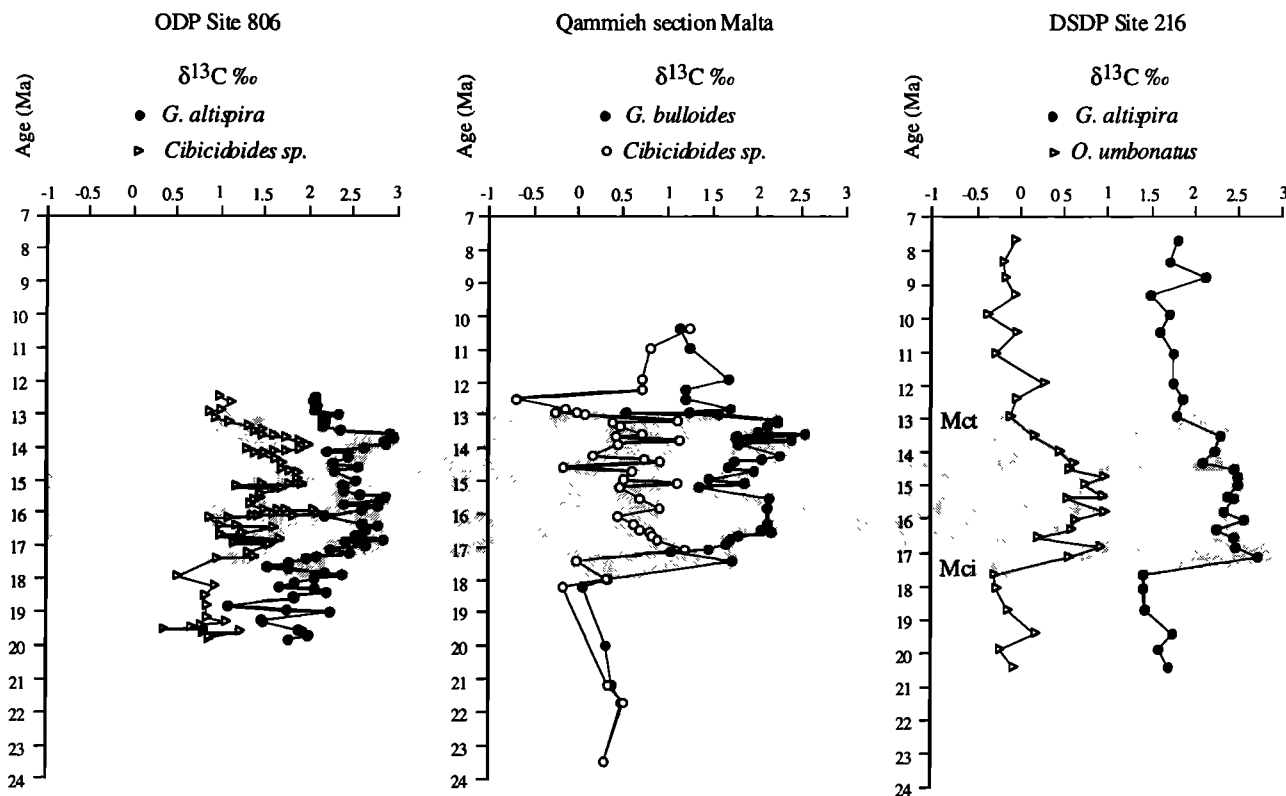 ODP Site 806
δ13C ‰
G. altispira
Cibicidoides sp.
Age (Ma)
-1 0 0.5 1 1.5 2 2.5 3
7
8
9
10
11
12
13
14
15
16
17
18
19
20
21
22
23
24
Qammieh section Malta
δ13C ‰
G. bulloides
Cibicidoides sp.
Age (Ma)
-1 -0.5 0 0.5 1 1.5 2 2.5 3
7
8
9
10
11
12
13
14
15
16
17
18
19
20
21
22
23
24
DSDP Site 216
δ13C ‰
G. altispira
O. umbonatus
Age (Ma)
-1 0 0.5 1 1.5 2 2.5 3
7
8
9
10
11
12
13
14
15
16
17
18
19
20
21
22
23
24
Mct
Mci